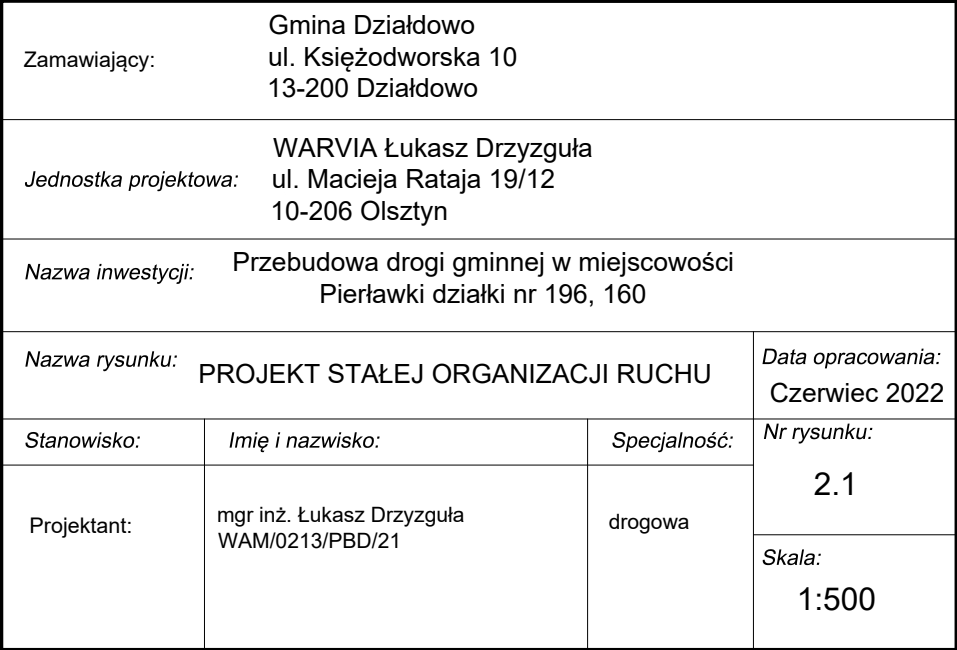 Zamawiający:
Gmina Działdowo
ul. Księżodworska 10
13-200 Działdowo
Jednostka projektowa:
WARVIA Łukasz Drzyzguła
ul. Macieja Rataja 19/12
10-206 Olsztyn
Nazwa inwestycji:
Przebudowa drogi gminnej w miejscowości
Pierławki działki nr 196, 160
Nazwa rysunku:
PROJEKT STAŁEJ ORGANIZACJI RUCHU
Data opracowania:
Czerwiec 2022
Stanowisko:
Imię i nazwisko:
Specjalność:
Nr rysunku:
2.1
Projektant:
mgr inż. Łukasz Drzyzguła
WAM/0213/PBD/21
drogowa
Skala:
1:500